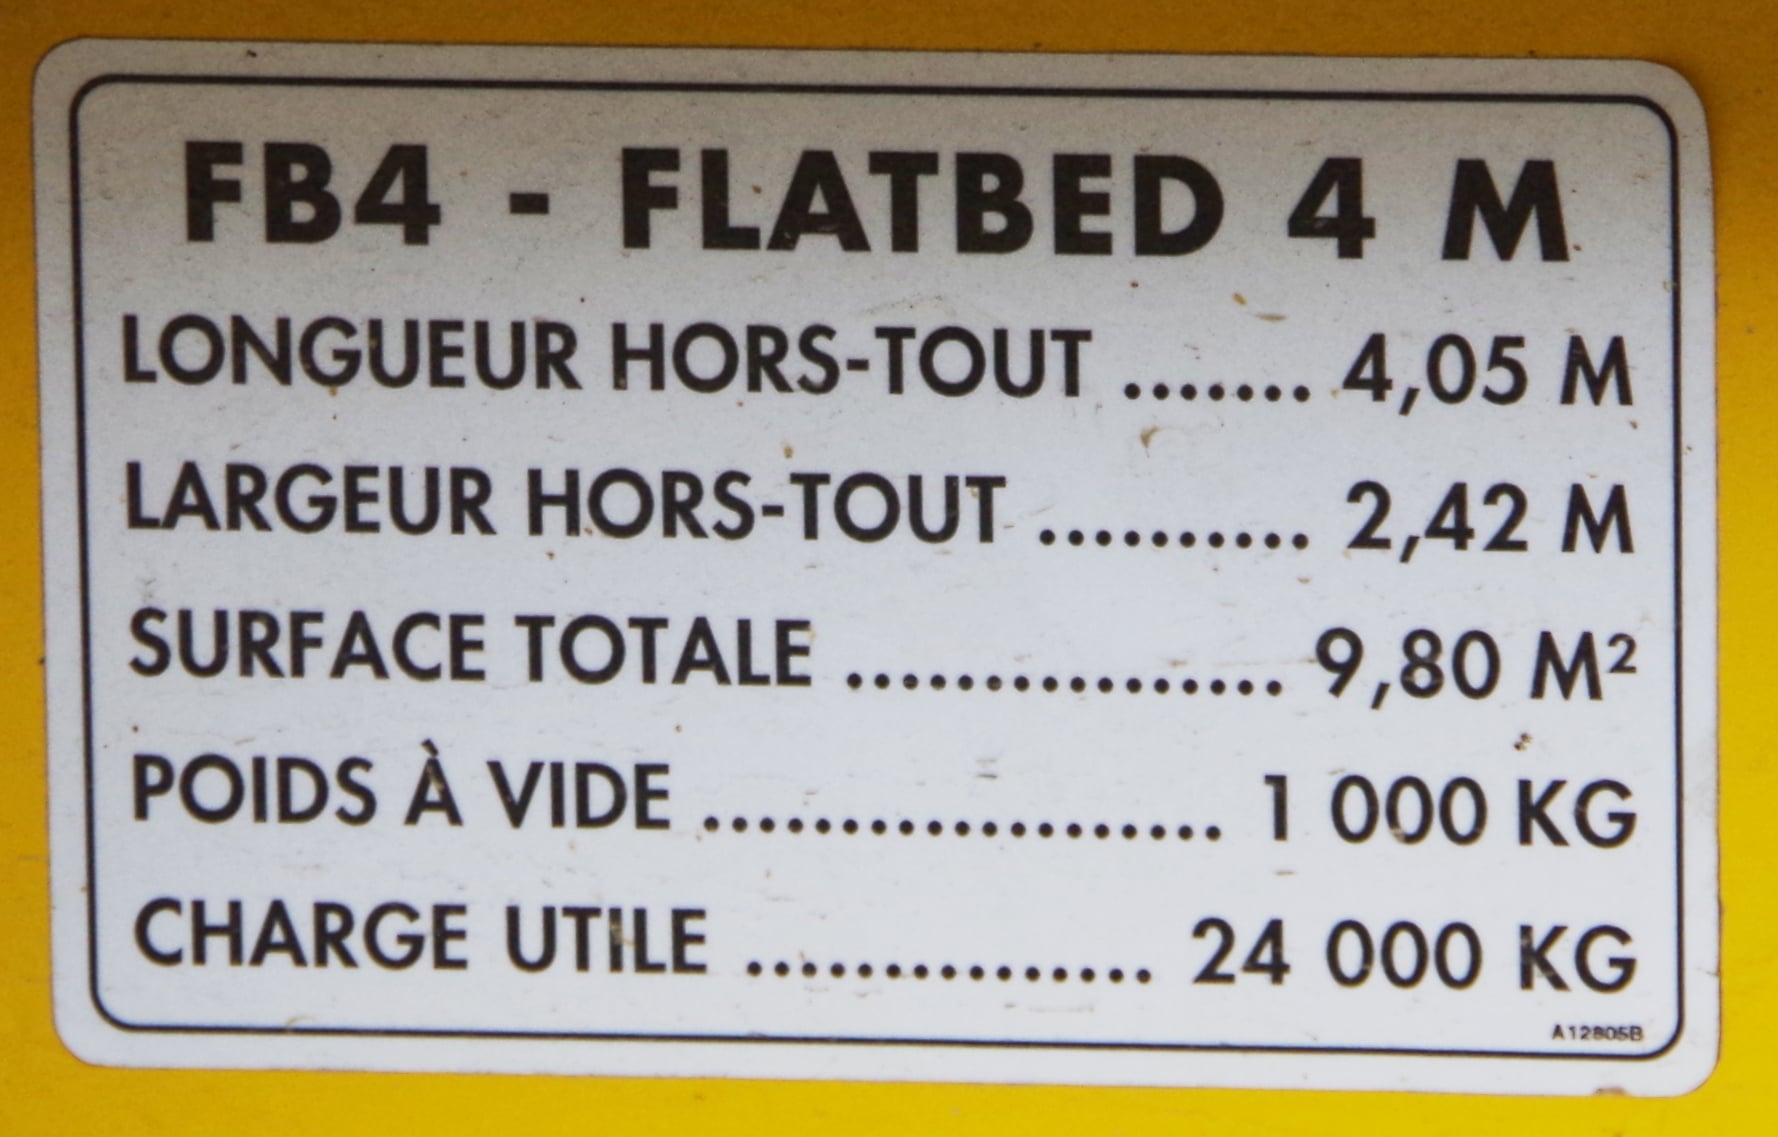 FB4 - FLATBED 4 M
LONGUEUR HORS-TOUT ....... 4,05 M
LARGEUR HORS-TOUT .......... 2,42 M
SURFACE TOTALE ................ 9,80 M²
POIDS À VIDE ................... 1 000 KG
CHARGE UTILE ............... 24 000 KG
A12805B